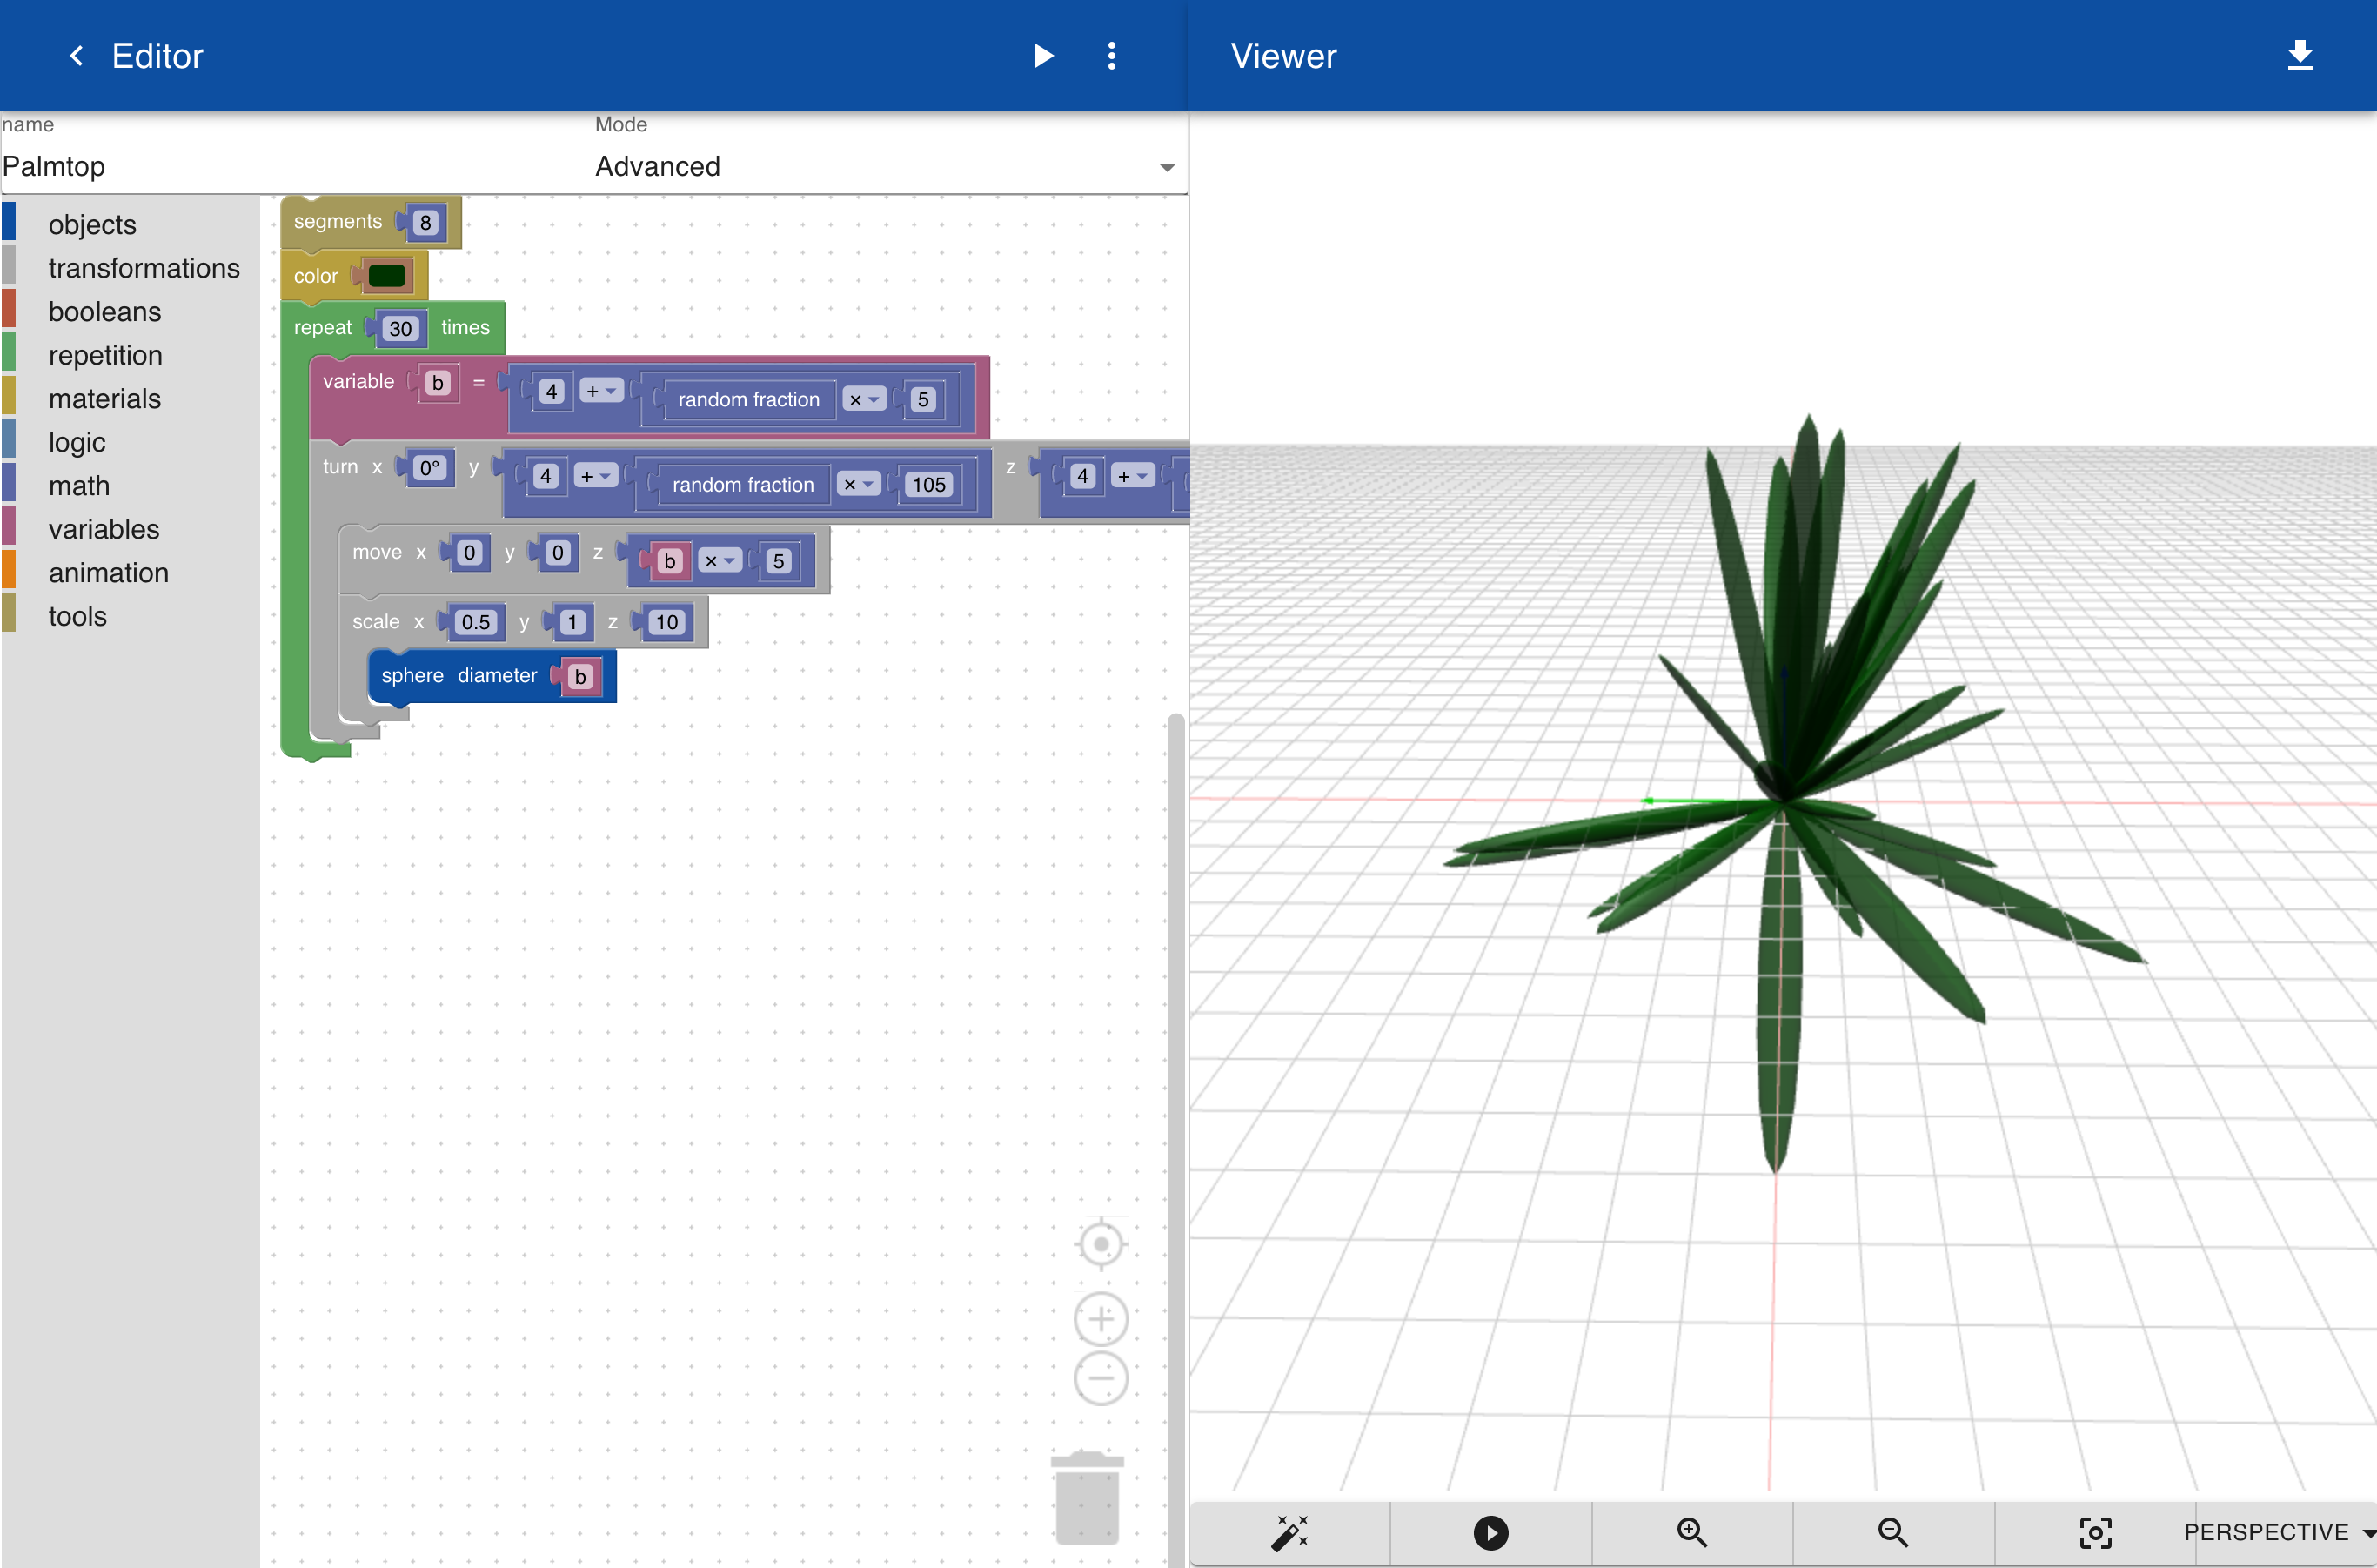 Editor
Viewer
name
Mode
Palmtop
Advanced
objects
transformations
booleans
repetition
materials
logic
math
variables
animation
tools
segments 8
color
repeat 30 times
variable b = 4 + random fraction × 5
turn x 0° y 4 + random fraction × 105 z 4 +
move x 0 y 0 z b × 5
scale x 0.5 y 1 z 10
sphere diameter b
PERSPECTIVE